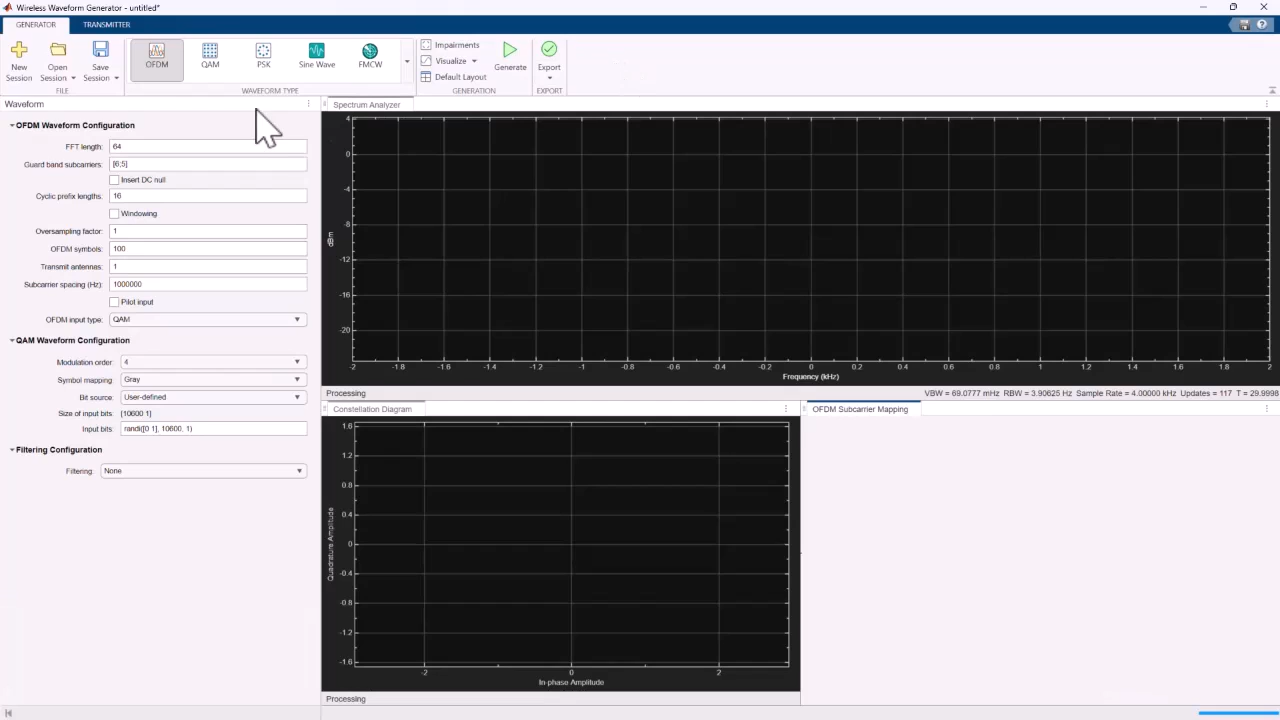 Wireless Waveform Generator - untitled*
GENERATOR TRANSMITTER
New Session
Open Session
Save Session
FILE
OFDM QAM PSK Sine Wave FMCW
WAVEFORM TYPE
Impairments
Visualize
Default Layout
Generate
GENERATION
Export
EXPORT
Waveform
OFDM Waveform Configuration
FFT length: 64
Guard band subcarriers: [6;5]
Insert DC null
Cyclic prefix lengths: 16
Windowing
Oversampling factor: 1
OFDM symbols: 100
Transmit antennas: 1
Subcarrier spacing (Hz): 1000000
Pilot input
OFDM input type: QAM
QAM Waveform Configuration
Modulation order: 4
Symbol mapping: Gray
Bit source: User-defined
Size of input bits: [10600 1]
Input bits: randi([0 1], 10600, 1)
Filtering Configuration
Filtering: None
Spectrum Analyzer
4
0
-4
-8
-12
-16
-20
dBm
-2 -1.8 -1.6 -1.4 -1.2 -1 -0.8 -0.6 -0.4 -0.2 0 0.2 0.4 0.6 0.8 1 1.2 1.4 1.6 1.8 2
Frequency (kHz)
Processing VBW = 69.0777 mHz RBW = 3.90625 Hz Sample Rate = 4.00000 kHz Updates = 117 T = 29.9998
Constellation Diagram
1.6
1.2
0.8
0.4
0
-0.4
-0.8
-1.2
-1.6
Quadrature Amplitude
-2 0 2
In-phase Amplitude
Processing
OFDM Subcarrier Mapping